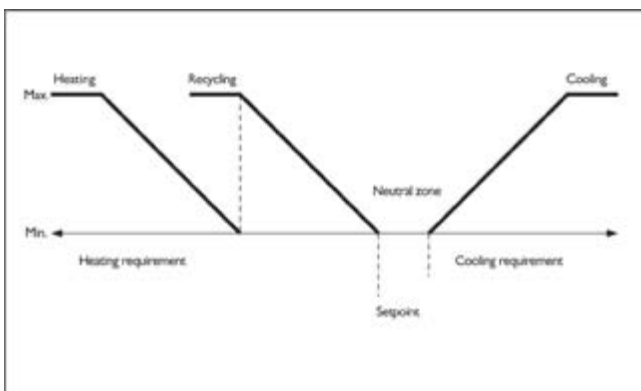 Heating
Recycling
Cooling
Max.
Neutral zone
Min.
Heating requirement
Cooling requirement
Setpoint